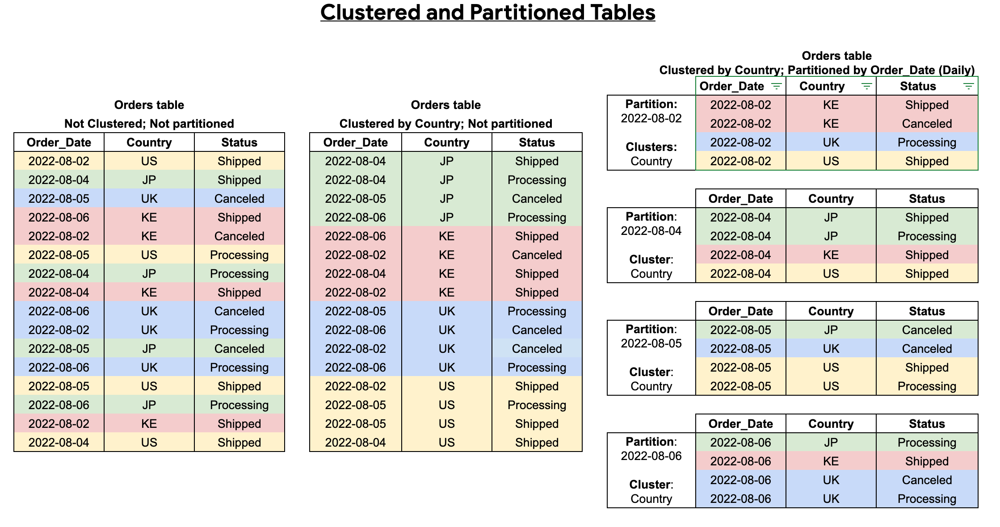 Clustered and Partitioned Tables
Orders table
Not Clustered; Not partitioned
Order_Date Country Status
2022-08-02 US Shipped
2022-08-04 JP Shipped
2022-08-05 UK Canceled
2022-08-06 KE Shipped
2022-08-02 KE Canceled
2022-08-05 US Processing
2022-08-04 JP Processing
2022-08-04 KE Shipped
2022-08-06 UK Canceled
2022-08-02 UK Processing
2022-08-05 JP Canceled
2022-08-06 UK Processing
2022-08-05 US Shipped
2022-08-06 JP Processing
2022-08-02 KE Shipped
2022-08-04 US Shipped
Orders table
Clustered by Country; Not partitioned
Order_Date Country Status
2022-08-04 JP Shipped
2022-08-04 JP Processing
2022-08-05 JP Canceled
2022-08-06 JP Processing
2022-08-06 KE Shipped
2022-08-02 KE Canceled
2022-08-04 KE Shipped
2022-08-02 KE Shipped
2022-08-05 UK Processing
2022-08-06 UK Canceled
2022-08-02 UK Canceled
2022-08-06 UK Processing
2022-08-02 US Shipped
2022-08-05 US Processing
2022-08-05 US Shipped
2022-08-04 US Shipped
Orders table
Clustered by Country; Partitioned by Order_Date (Daily)
Order_Date Country Status
Partition:
2022-08-02
Clusters:
Country
2022-08-02 KE Shipped
2022-08-02 KE Canceled
2022-08-02 UK Processing
2022-08-02 US Shipped
Order_Date Country Status
Partition:
2022-08-04
Cluster:
Country
2022-08-04 JP Shipped
2022-08-04 JP Processing
2022-08-04 KE Shipped
2022-08-04 US Shipped
Order_Date Country Status
Partition:
2022-08-05
Cluster:
Country
2022-08-05 JP Canceled
2022-08-05 UK Canceled
2022-08-05 US Shipped
2022-08-05 US Processing
Order_Date Country Status
Partition:
2022-08-06
Cluster:
Country
2022-08-06 JP Processing
2022-08-06 KE Shipped
2022-08-06 UK Canceled
2022-08-06 UK Processing